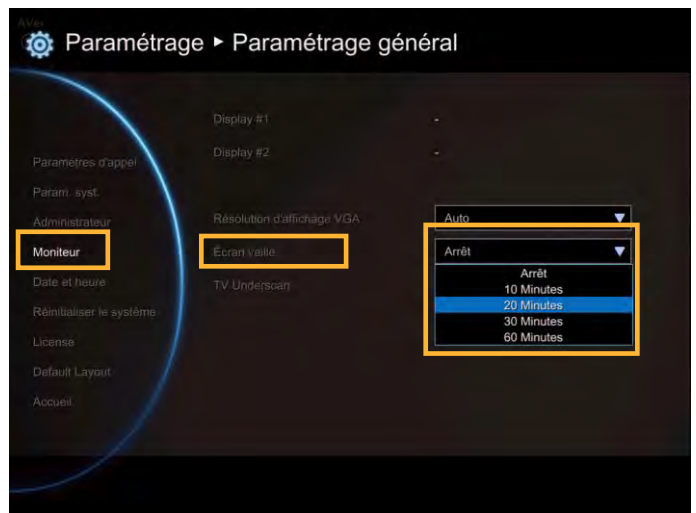 AVer
Paramétrage ► Paramétrage général
Display #1 -
Display #2 -
Paramètres d'appel
Param. syst.
Administrateur
Moniteur
Date et heure
Réinitialiser le système
License
Default Layout
Accueil
Résolution d'affichage VGA Auto ▼
Écran vaille Arrêt ▼
TV Underscan
Arrêt
10 Minutes
20 Minutes
30 Minutes
60 Minutes